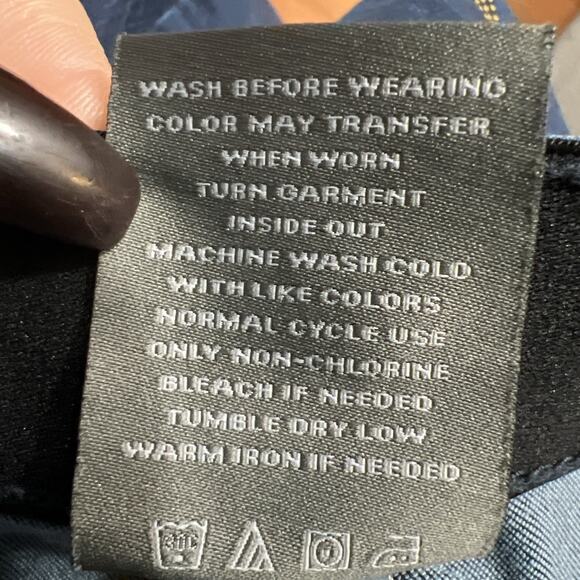 WASH BEFORE WEARING
COLOR MAY TRANSFER
WHEN WORN
TURN GARMENT
INSIDE OUT
MACHINE WASH COLD
WITH LIKE COLORS
NORMAL CYCLE USE
ONLY NON-CHLORINE
BLEACH IF NEEDED
TUMBLE DRY LOW
WARM IRON IF NEEDED